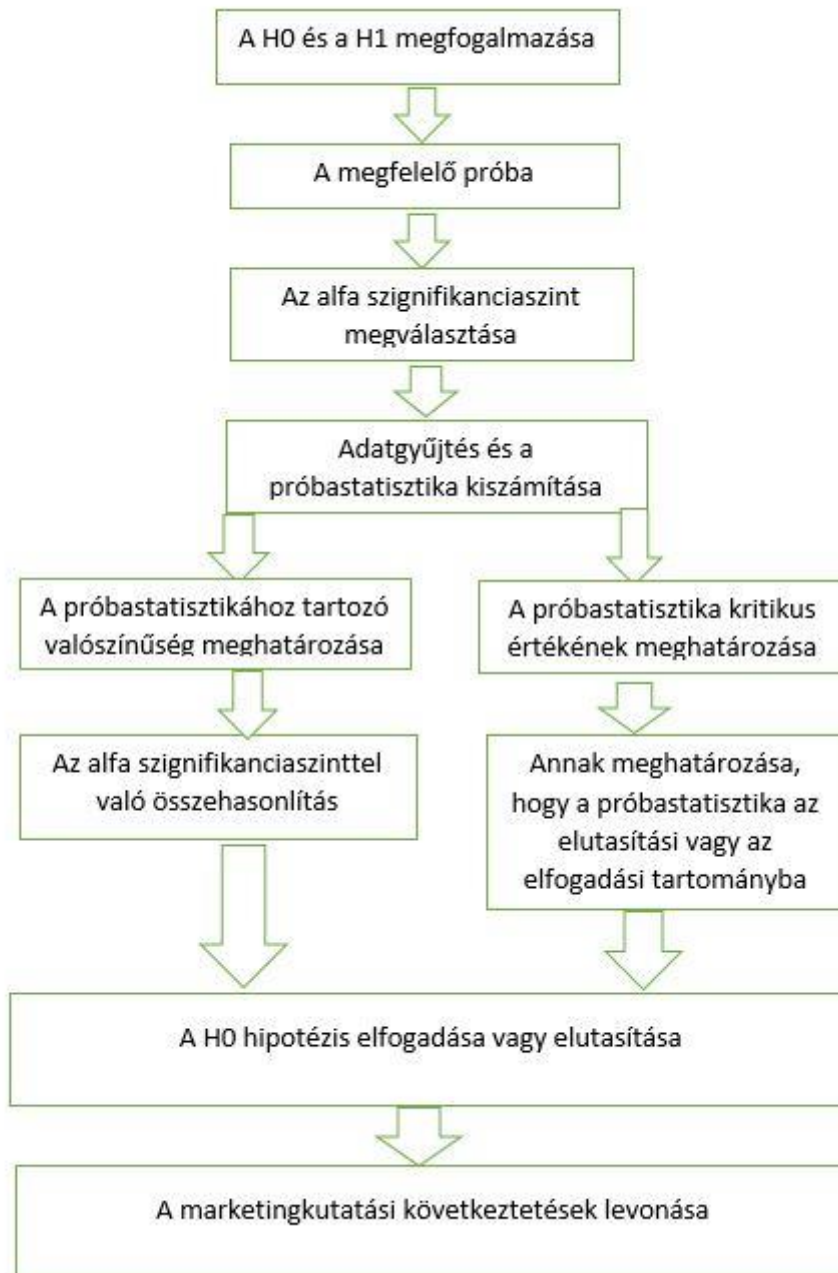 A H0 és a H1 megfogalmazása
A megfelelő próba
Az alfa szignifikanciaszint
megválasztása
Adatgyűjtés és a
próbastatisztika kiszámítása
A próbastatisztikához tartozó
valószínűség meghatározása
A próbastatisztika kritikus
értékének meghatározása
Az alfa szignifikanciaszinttel
való összehasonlítás
Annak meghatározása,
hogy a próbastatisztika az
elutasítási vagy az
elfogadási tartományba
A H0 hipotézis elfogadása vagy elutasítása
A marketingkutatási következtetések levonása